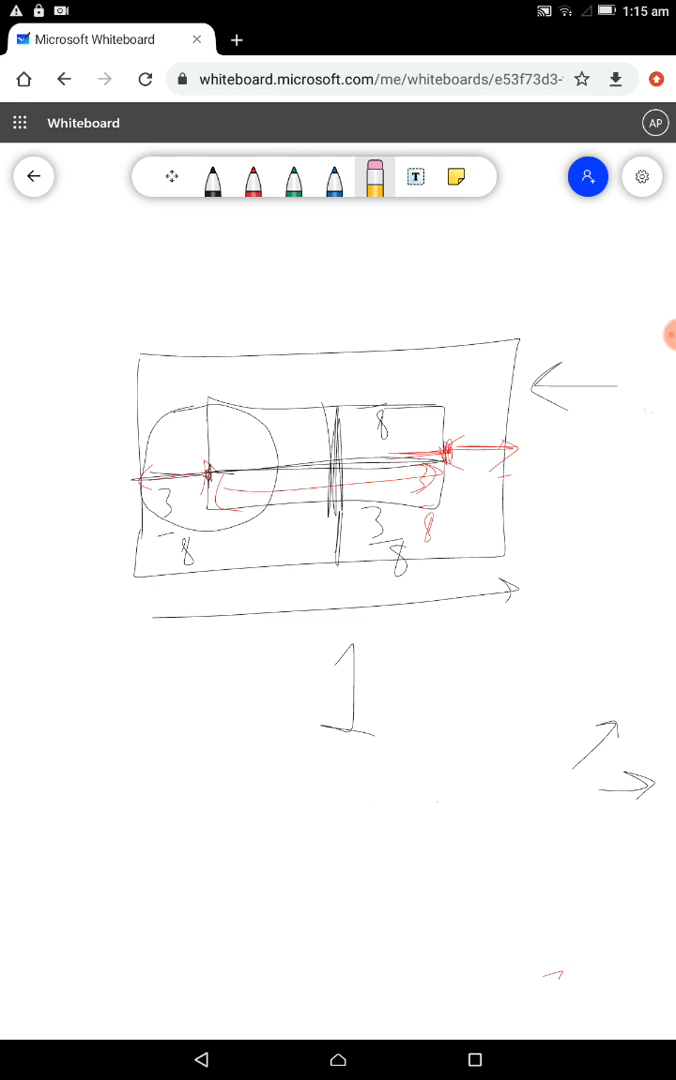 1:15 am
Microsoft Whiteboard
whiteboard.microsoft.com/me/whiteboards/e53f73d3-
Whiteboard
AP
T
8
3
8
3
8
8
1